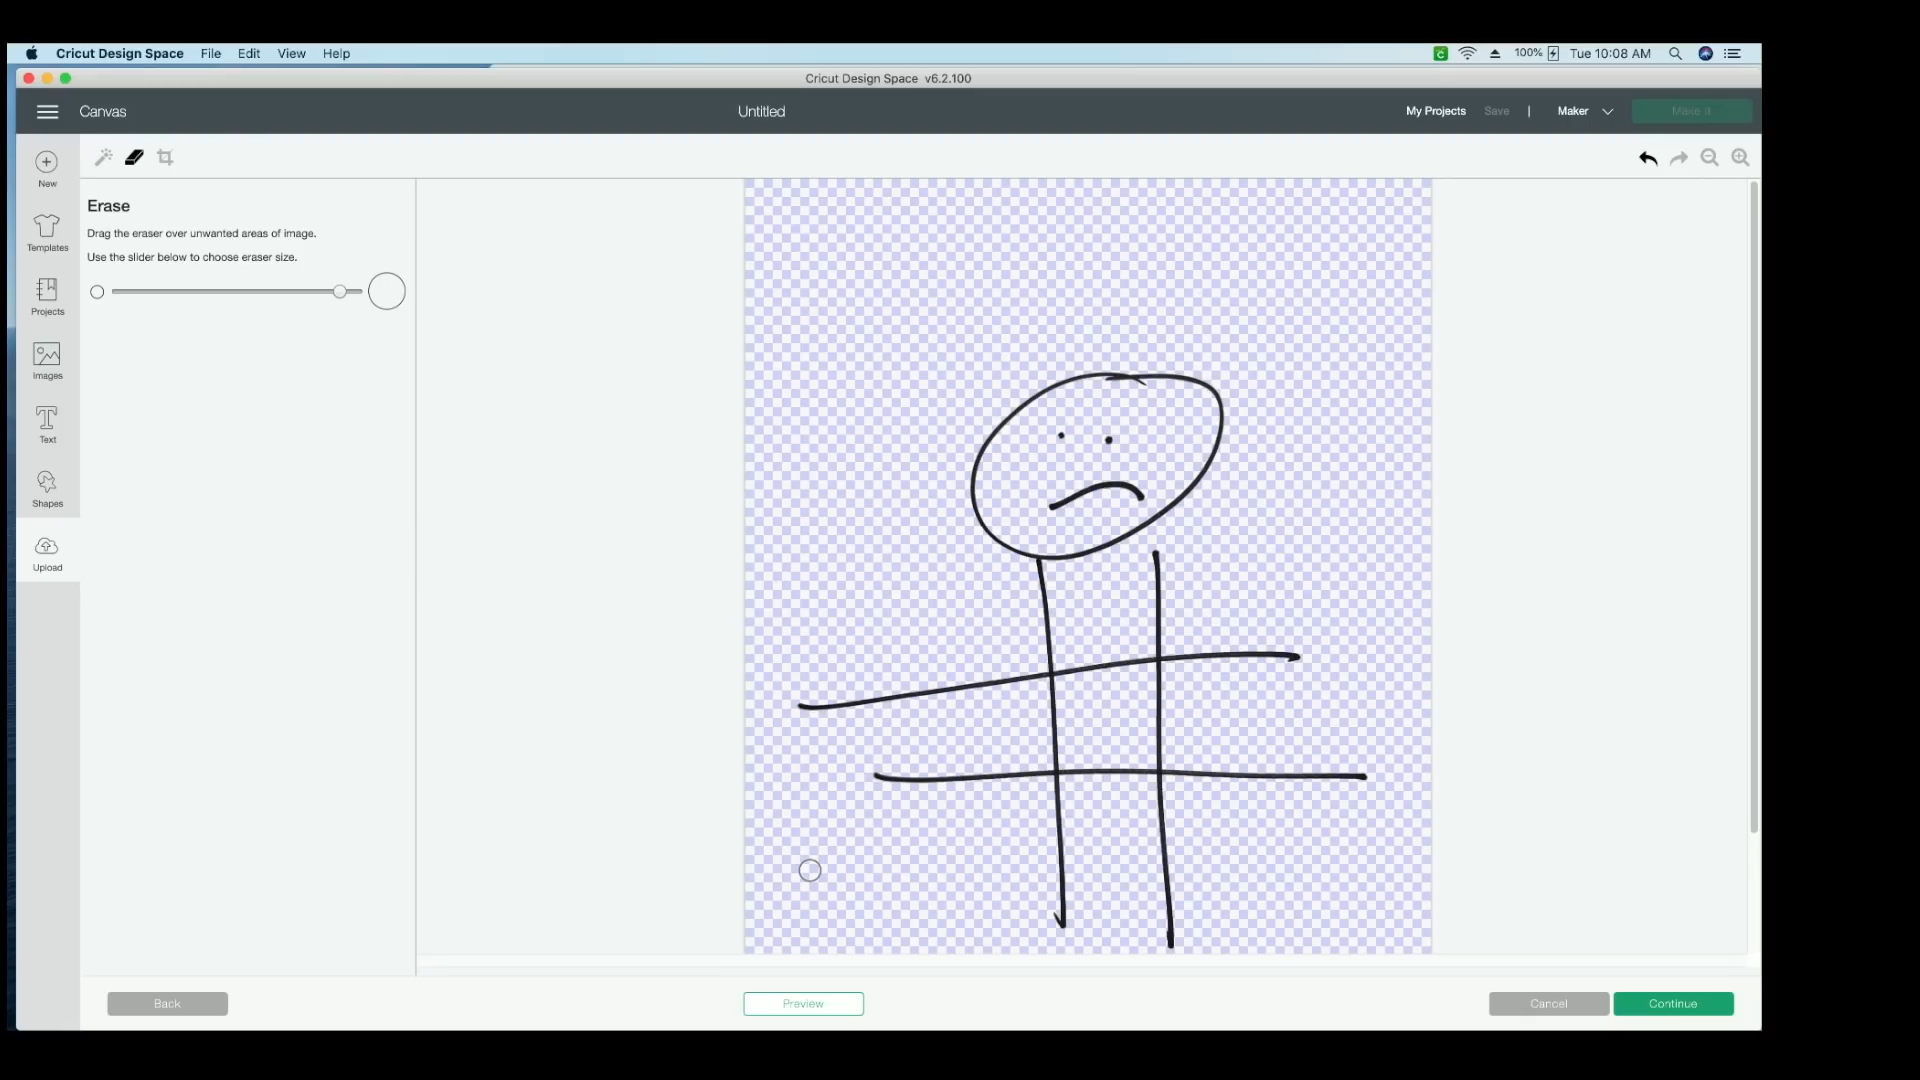 Cricut Design Space File Edit View Help
100% Tue 10:08 AM
Cricut Design Space v6.2.100
Canvas
Untitled
My Projects Save | Maker Make It
New
Templates
Projects
Images
Text
Shapes
Upload
Erase
Drag the eraser over unwanted areas of image.
Use the slider below to choose eraser size.
Back
Preview
Cancel
Continue